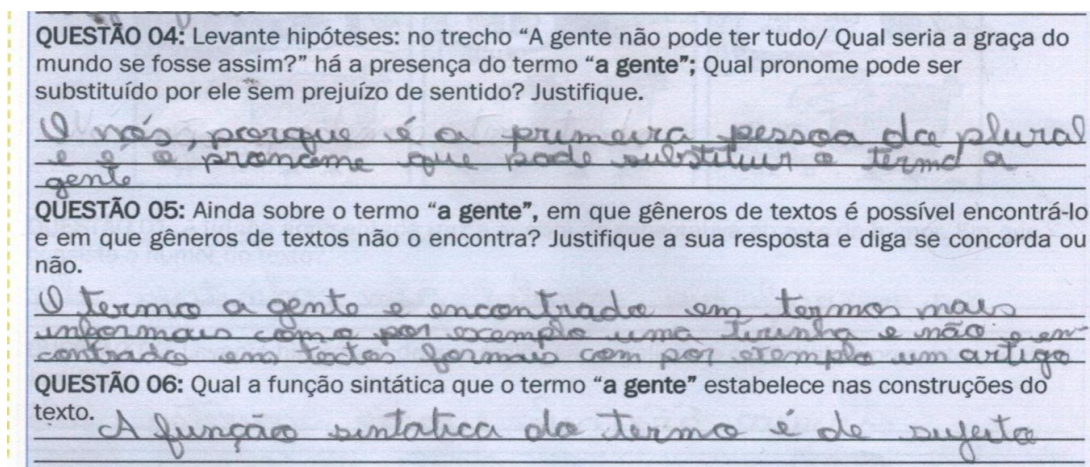 QUESTÃO 04: Levante hipóteses: no trecho “A gente não pode ter tudo/ Qual seria a graça do
mundo se fosse assim?” há a presença do termo “a gente”; Qual pronome pode ser
substituído por ele sem prejuízo de sentido? Justifique.
O nós, porque é a primeira pessoa do plural
e é o pronome que pode substituir o termo a
gente
QUESTÃO 05: Ainda sobre o termo “a gente”, em que gêneros de textos é possível encontrá-lo
e em que gêneros de textos não o encontra? Justifique a sua resposta e diga se concorda ou
não.
O termo a gente e encontrado em termos mais
informais como por exemplo uma tirinha e não e en-
contrado em textos formais com por exemplo um artigo
QUESTÃO 06: Qual a função sintática que o termo “a gente” estabelece nas construções do
texto. A função sintatica do termo é de sujeito